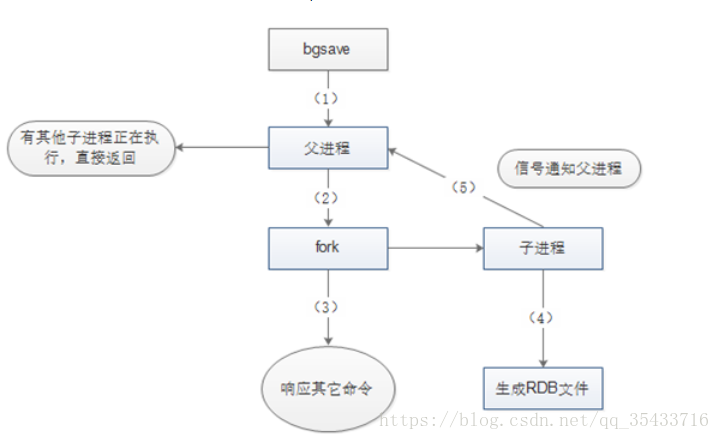 bgsave
（1）
有其他子进程正在执
行，直接返回
父进程
信号通知父进程
（2）
（5）
fork
子进程
（3）
（4）
响应其它命令
生成RDB文件
https://blog.csdn.net/qq_35433716